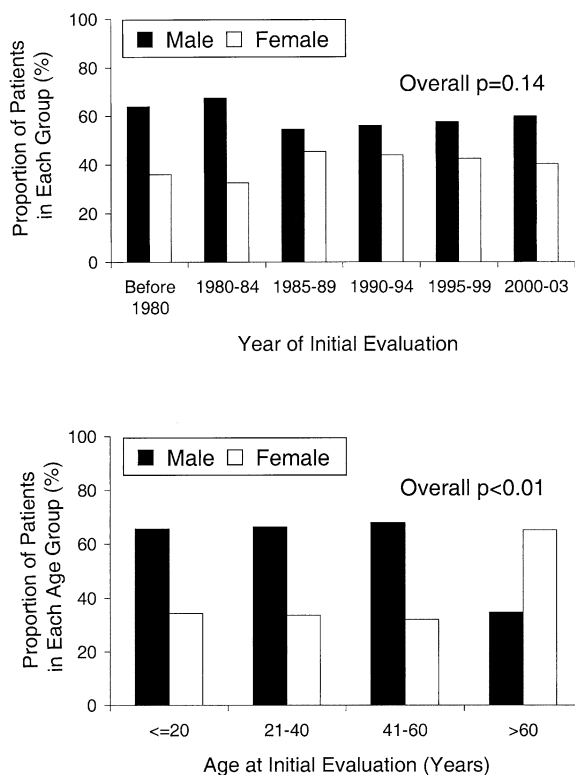 100
80
60
40
20
0
Proportion of Patients
in Each Group (%)
Male Female
Overall p=0.14
Before
1980
1980-84
1985-89
1990-94
1995-99
2000-03
Year of Initial Evaluation
100
80
60
40
20
0
Proportion of Patients
in Each Age Group (%)
Male Female
Overall p<0.01
<=20
21-40
41-60
>60
Age at Initial Evaluation (Years)